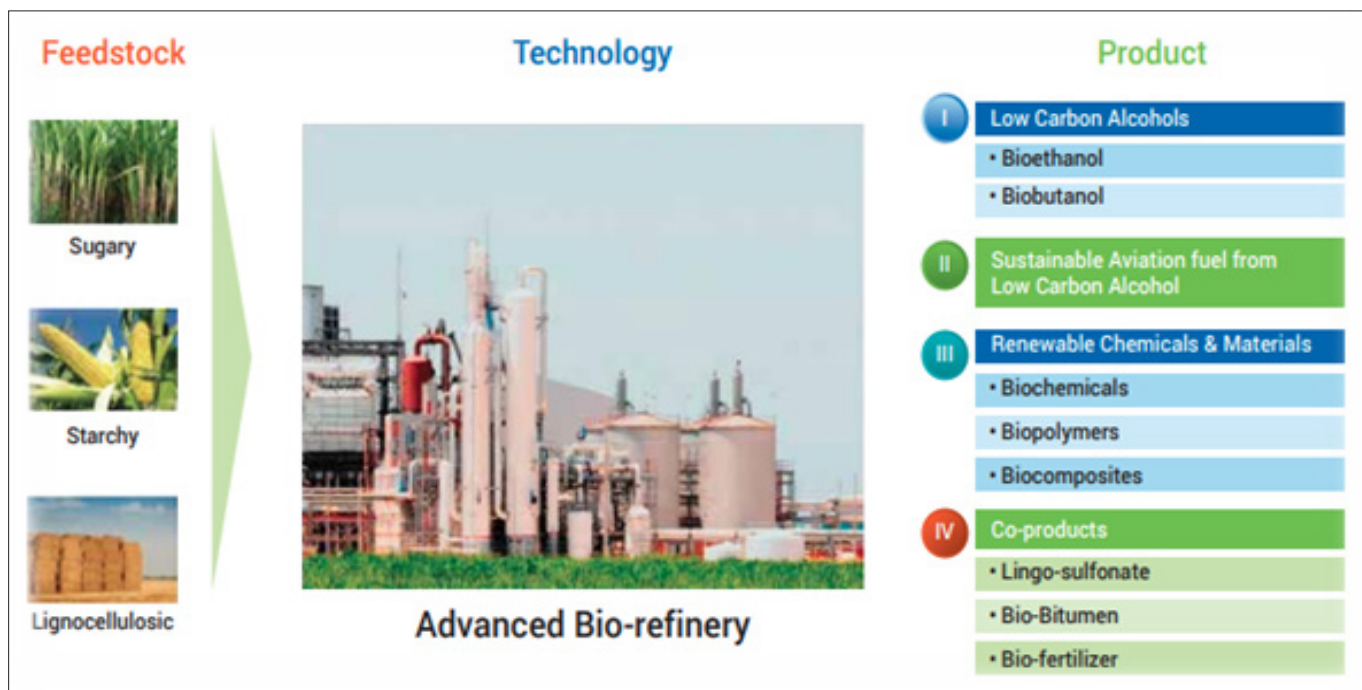 Feedstock
Sugary
Starchy
Lignocellulosic
Technology
Advanced Bio-refinery
Product
I
Low Carbon Alcohols
• Bioethanol
• Biobutanol
II
Sustainable Aviation fuel from
Low Carbon Alcohol
III
Renewable Chemicals & Materials
• Biochemicals
• Biopolymers
• Biocomposites
IV
Co-products
• Lingo-sulfonate
• Bio-Bitumen
• Bio-fertilizer